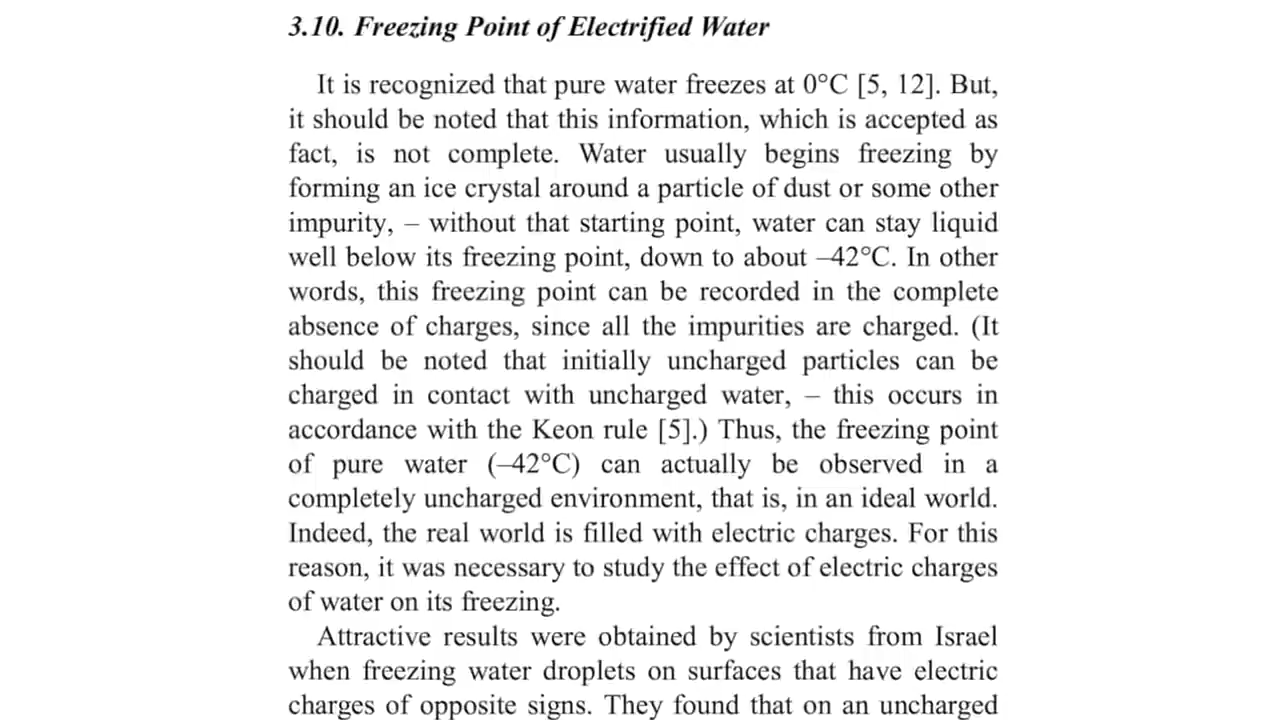 3.10. Freezing Point of Electrified Water
It is recognized that pure water freezes at 0°C [5, 12]. But,
it should be noted that this information, which is accepted as
fact, is not complete. Water usually begins freezing by
forming an ice crystal around a particle of dust or some other
impurity, – without that starting point, water can stay liquid
well below its freezing point, down to about –42°C. In other
words, this freezing point can be recorded in the complete
absence of charges, since all the impurities are charged. (It
should be noted that initially uncharged particles can be
charged in contact with uncharged water, – this occurs in
accordance with the Keon rule [5].) Thus, the freezing point
of pure water (–42°C) can actually be observed in a
completely uncharged environment, that is, in an ideal world.
Indeed, the real world is filled with electric charges. For this
reason, it was necessary to study the effect of electric charges
of water on its freezing.
Attractive results were obtained by scientists from Israel
when freezing water droplets on surfaces that have electric
charges of opposite signs. They found that on an uncharged